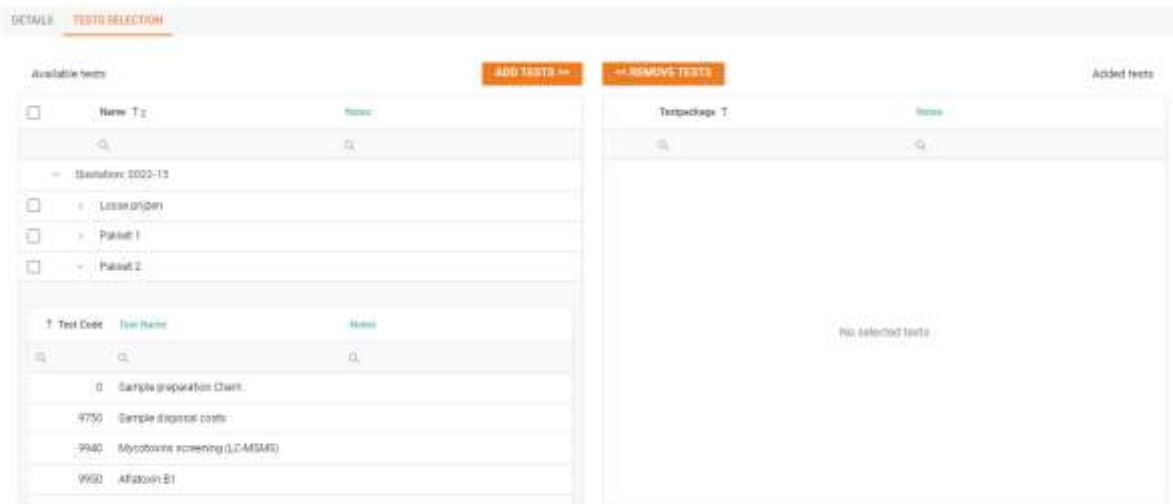 DETAILS TESTS SELECTION
Available tests ADD TESTS >> << REMOVE TESTS Added tests
Name Notes Testpackage Notes
Quotation: 2022-15
Losse prijzen
Pakket 1
Pakket 2
Test Code Test Name Notes
No selected tests
0 Sample preparation Chem.
9750 Sample disposal costs
9940 Mycotoxins screening (LC-MSMS)
9950 Aflatoxin B1